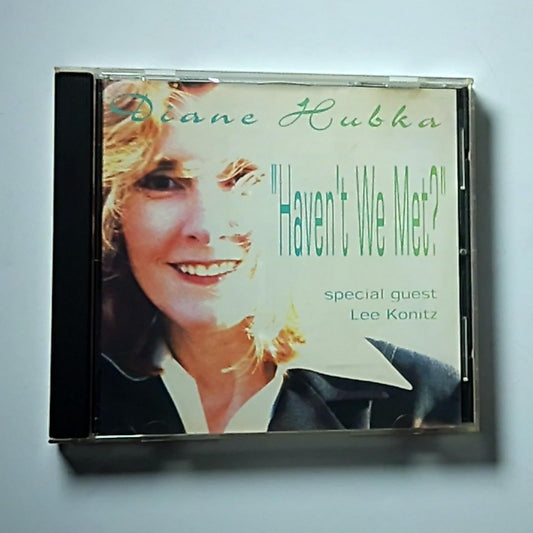 Diane Hubka
"Haven't We Met?"
special guest
Lee Konitz